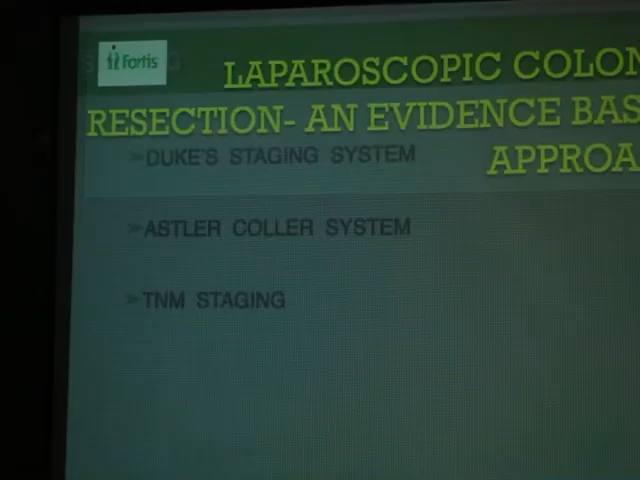 Fortis
LAPAROSCOPIC COLON
RESECTION- AN EVIDENCE BAS
APPROA
➢DUKE'S STAGING SYSTEM
➢ASTLER COLLER SYSTEM
➢TNM STAGING